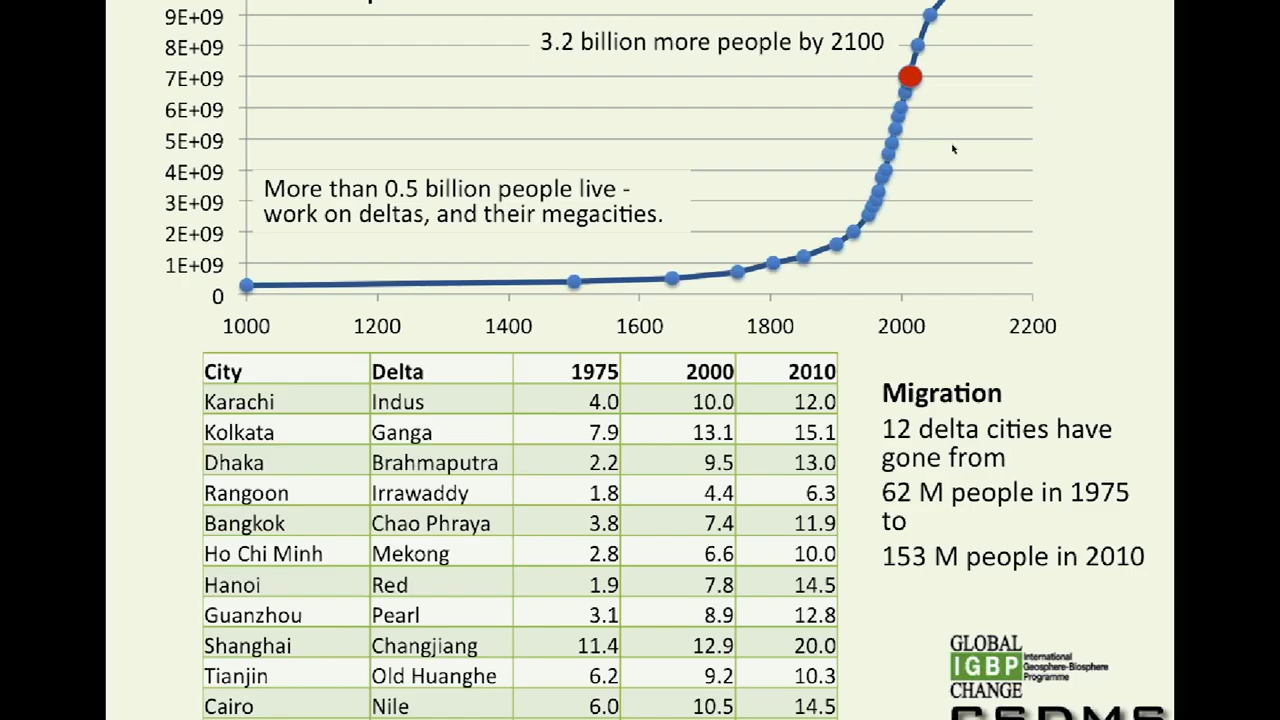 9E+09
8E+09
7E+09
6E+09
5E+09
4E+09
3E+09
2E+09
1E+09
0
3.2 billion more people by 2100
More than 0.5 billion people live -
work on deltas, and their megacities.
1000 1200 1400 1600 1800 2000 2200
City Delta 1975 2000 2010
Karachi Indus 4.0 10.0 12.0
Kolkata Ganga 7.9 13.1 15.1
Dhaka Brahmaputra 2.2 9.5 13.0
Rangoon Irrawaddy 1.8 4.4 6.3
Bangkok Chao Phraya 3.8 7.4 11.9
Ho Chi Minh Mekong 2.8 6.6 10.0
Hanoi Red 1.9 7.8 14.5
Guanzhou Pearl 3.1 8.9 12.8
Shanghai Changjiang 11.4 12.9 20.0
Tianjin Old Huanghe 6.2 9.2 10.3
Cairo Nile 6.0 10.5 14.5
Migration
12 delta cities have
gone from
62 M people in 1975
to
153 M people in 2010
GLOBAL
IGBP
International
Geosphere-Biosphere
Programme
CHANGE
CSDMS